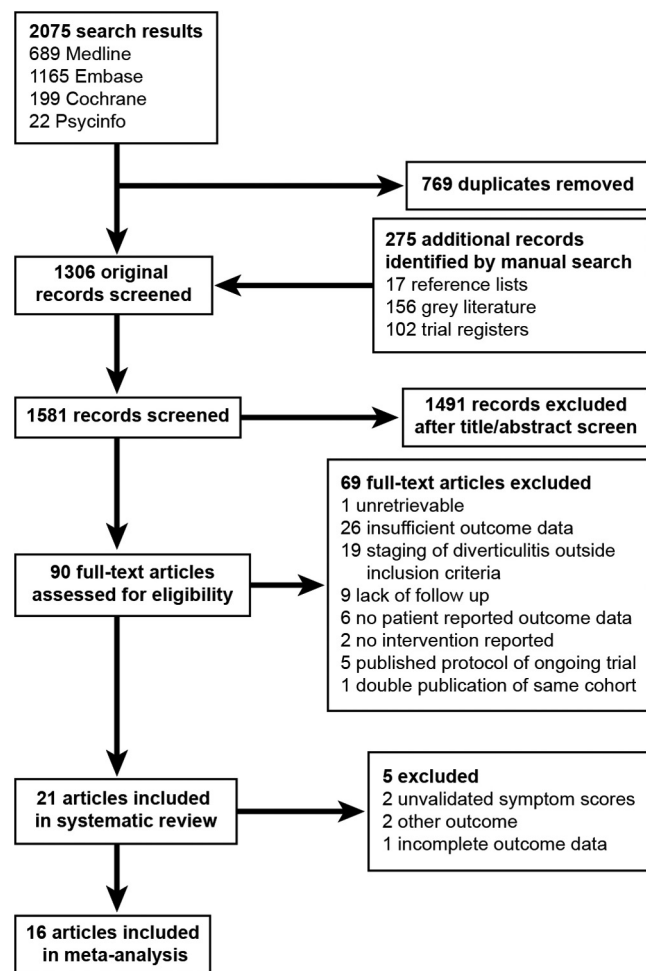 2075 search results
689 Medline
1165 Embase
199 Cochrane
22 Psycinfo
769 duplicates removed
275 additional records
identified by manual search
17 reference lists
156 grey literature
102 trial registers
1306 original
records screened
1581 records screened
1491 records excluded
after title/abstract screen
69 full-text articles excluded
1 unretrievable
26 insufficient outcome data
19 staging of diverticulitis outside
inclusion criteria
9 lack of follow up
6 no patient reported outcome data
2 no intervention reported
5 published protocol of ongoing trial
1 double publication of same cohort
90 full-text articles
assessed for eligibility
21 articles included
in systematic review
5 excluded
2 unvalidated symptom scores
2 other outcome
1 incomplete outcome data
16 articles included
in meta-analysis